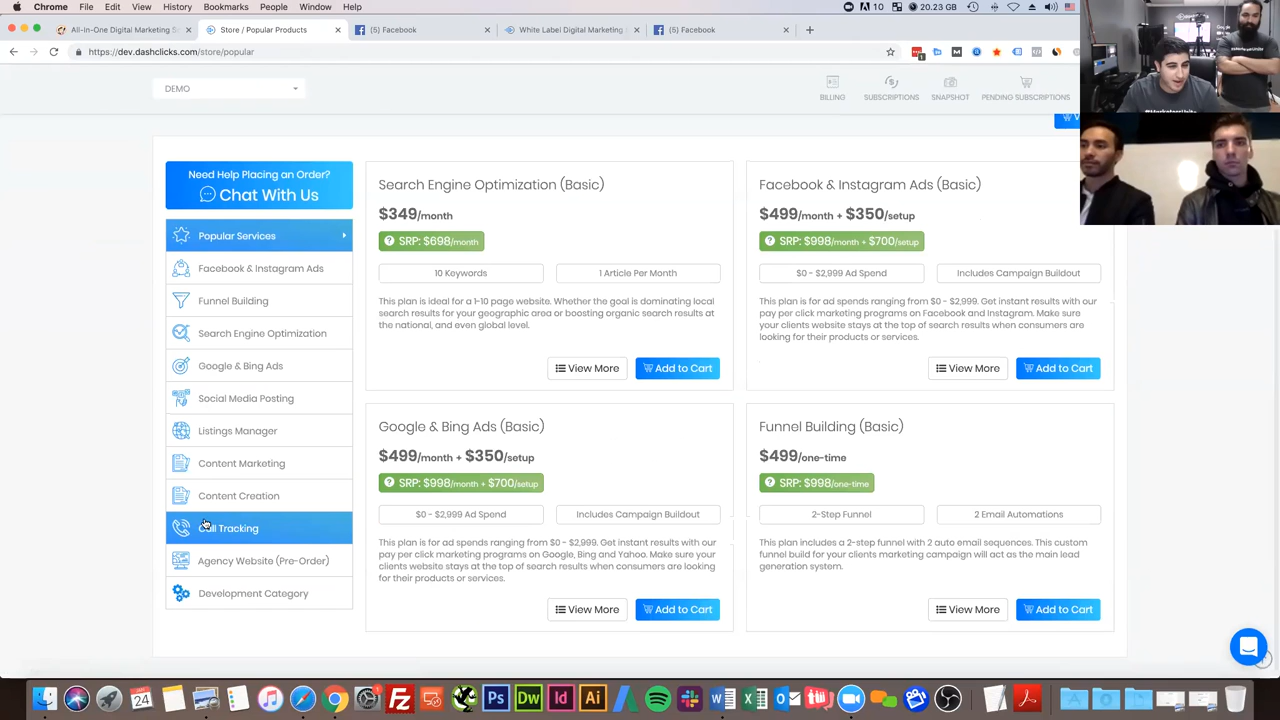 Chrome File Edit View History Bookmarks People Window Help
10 20.23 GB
All-In-One Digital Marketing S
Store / Popular Products
(5) Facebook
White Label Digital Marketing
(5) Facebook
https://dev.dashclicks.com/store/popular
DEMO
BILLING
SUBSCRIPTIONS
SNAPSHOT
PENDING SUBSCRIPTIONS
Need Help Placing an Order?
Chat With Us
Popular Services
Facebook & Instagram Ads
Funnel Building
Search Engine Optimization
Google & Bing Ads
Social Media Posting
Listings Manager
Content Marketing
Content Creation
Call Tracking
Agency Website (Pre-Order)
Development Category
Search Engine Optimization (Basic)
$349/month
SRP: $698/month
10 Keywords
1 Article Per Month
This plan is ideal for a 1-10 page website. Whether the goal is dominating local
search results for your geographic area or boosting organic search results at
the national, and even global level.
View More
Add to Cart
Facebook & Instagram Ads (Basic)
$499/month + $350/setup
SRP: $998/month + $700/setup
$0 - $2,999 Ad Spend
Includes Campaign Buildout
This plan is for ad spends ranging from $0 - $2,999. Get instant results with our
pay per click marketing programs on Facebook and Instagram. Make sure
your clients website stays at the top of search results when consumers are
looking for their products or services.
View More
Add to Cart
Google & Bing Ads (Basic)
$499/month + $350/setup
SRP: $998/month + $700/setup
$0 - $2,999 Ad Spend
Includes Campaign Buildout
This plan is for ad spends ranging from $0 - $2,999. Get instant results with our
pay per click marketing programs on Google, Bing and Yahoo. Make sure your
clients website stays at the top of search results when consumers are looking
for their products or services.
View More
Add to Cart
Funnel Building (Basic)
$499/one-time
SRP: $998/one-time
2-Step Funnel
2 Email Automations
This plan includes a 2-step funnel with 2 auto email sequences. This custom
funnel build for your clients marketing campaign will act as the main lead
generation system.
View More
Add to Cart
24
Ps
Dw
Id
Ai